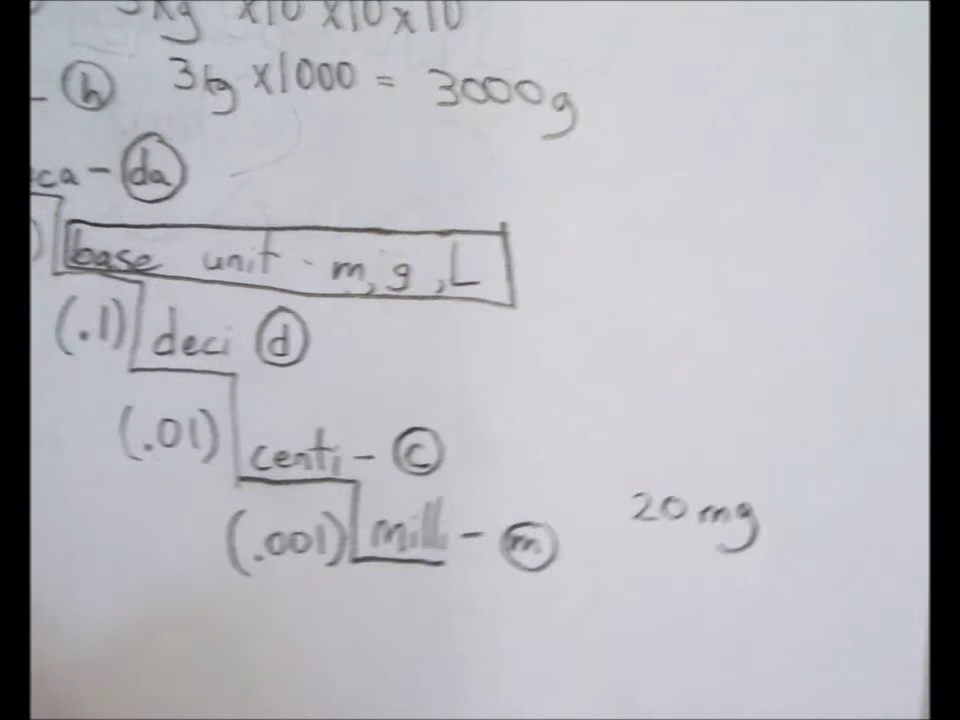 3kg x10 x10 x10
3kg x1000 = 3000g
- h
ca - da
) base unit - m, g, L
(.1) deci d
(.01) centi - c
(.001) milli - m
20 mg